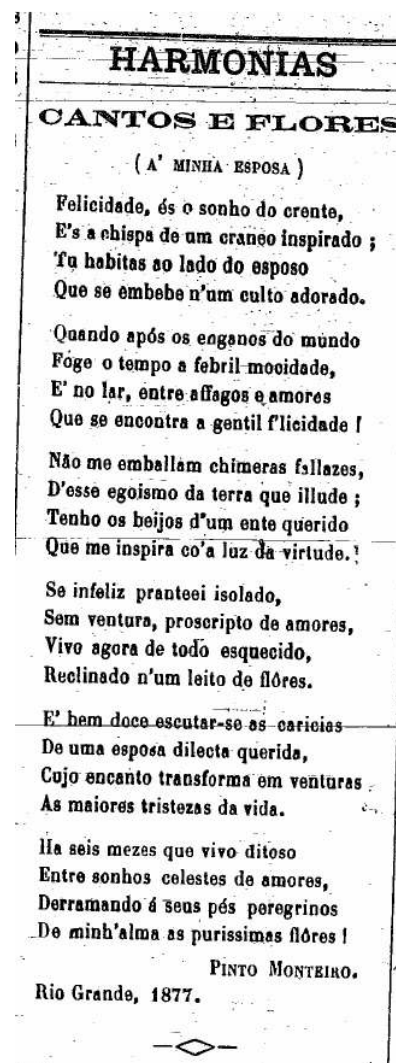 HARMONIAS
CANTOS E FLORES
(A' MINHA ESPOSA)
Felicidade, és o sonho do crente,
E's a chispa de um craneo inspirado ;
Tu habitas ao lado do esposo
Que se embebe n'um culto adorado.
Quando após os enganos do mundo
Fóge o tempo a febril mocidade,
E' no lar, entre affagos e amores
Que se encontra a gentil f'licidade !
Não me emballam chimeras fallazes,
D'esse egoismo da terra que illude ;
Tenho os beijos d'um ente querido
Que me inspira co'a luz da virtude.
Se infeliz pranteei isolado,
Sem ventura, proscripto de amores,
Vivo agora de todo esquecido,
Reclinado n'um leito de flôres.
E' bem doce escutar-se as caricias
De uma esposa dilecta querida,
Cujo encanto transforma em venturas
As maiores tristezas da vida.
Ha seis mezes que vivo ditoso
Entre sonhos celestes de amores,
Derramando á seus pés peregrinos
De minh'alma as purissimas flôres !
PINTO MONTEIRO.
Rio Grande, 1877.